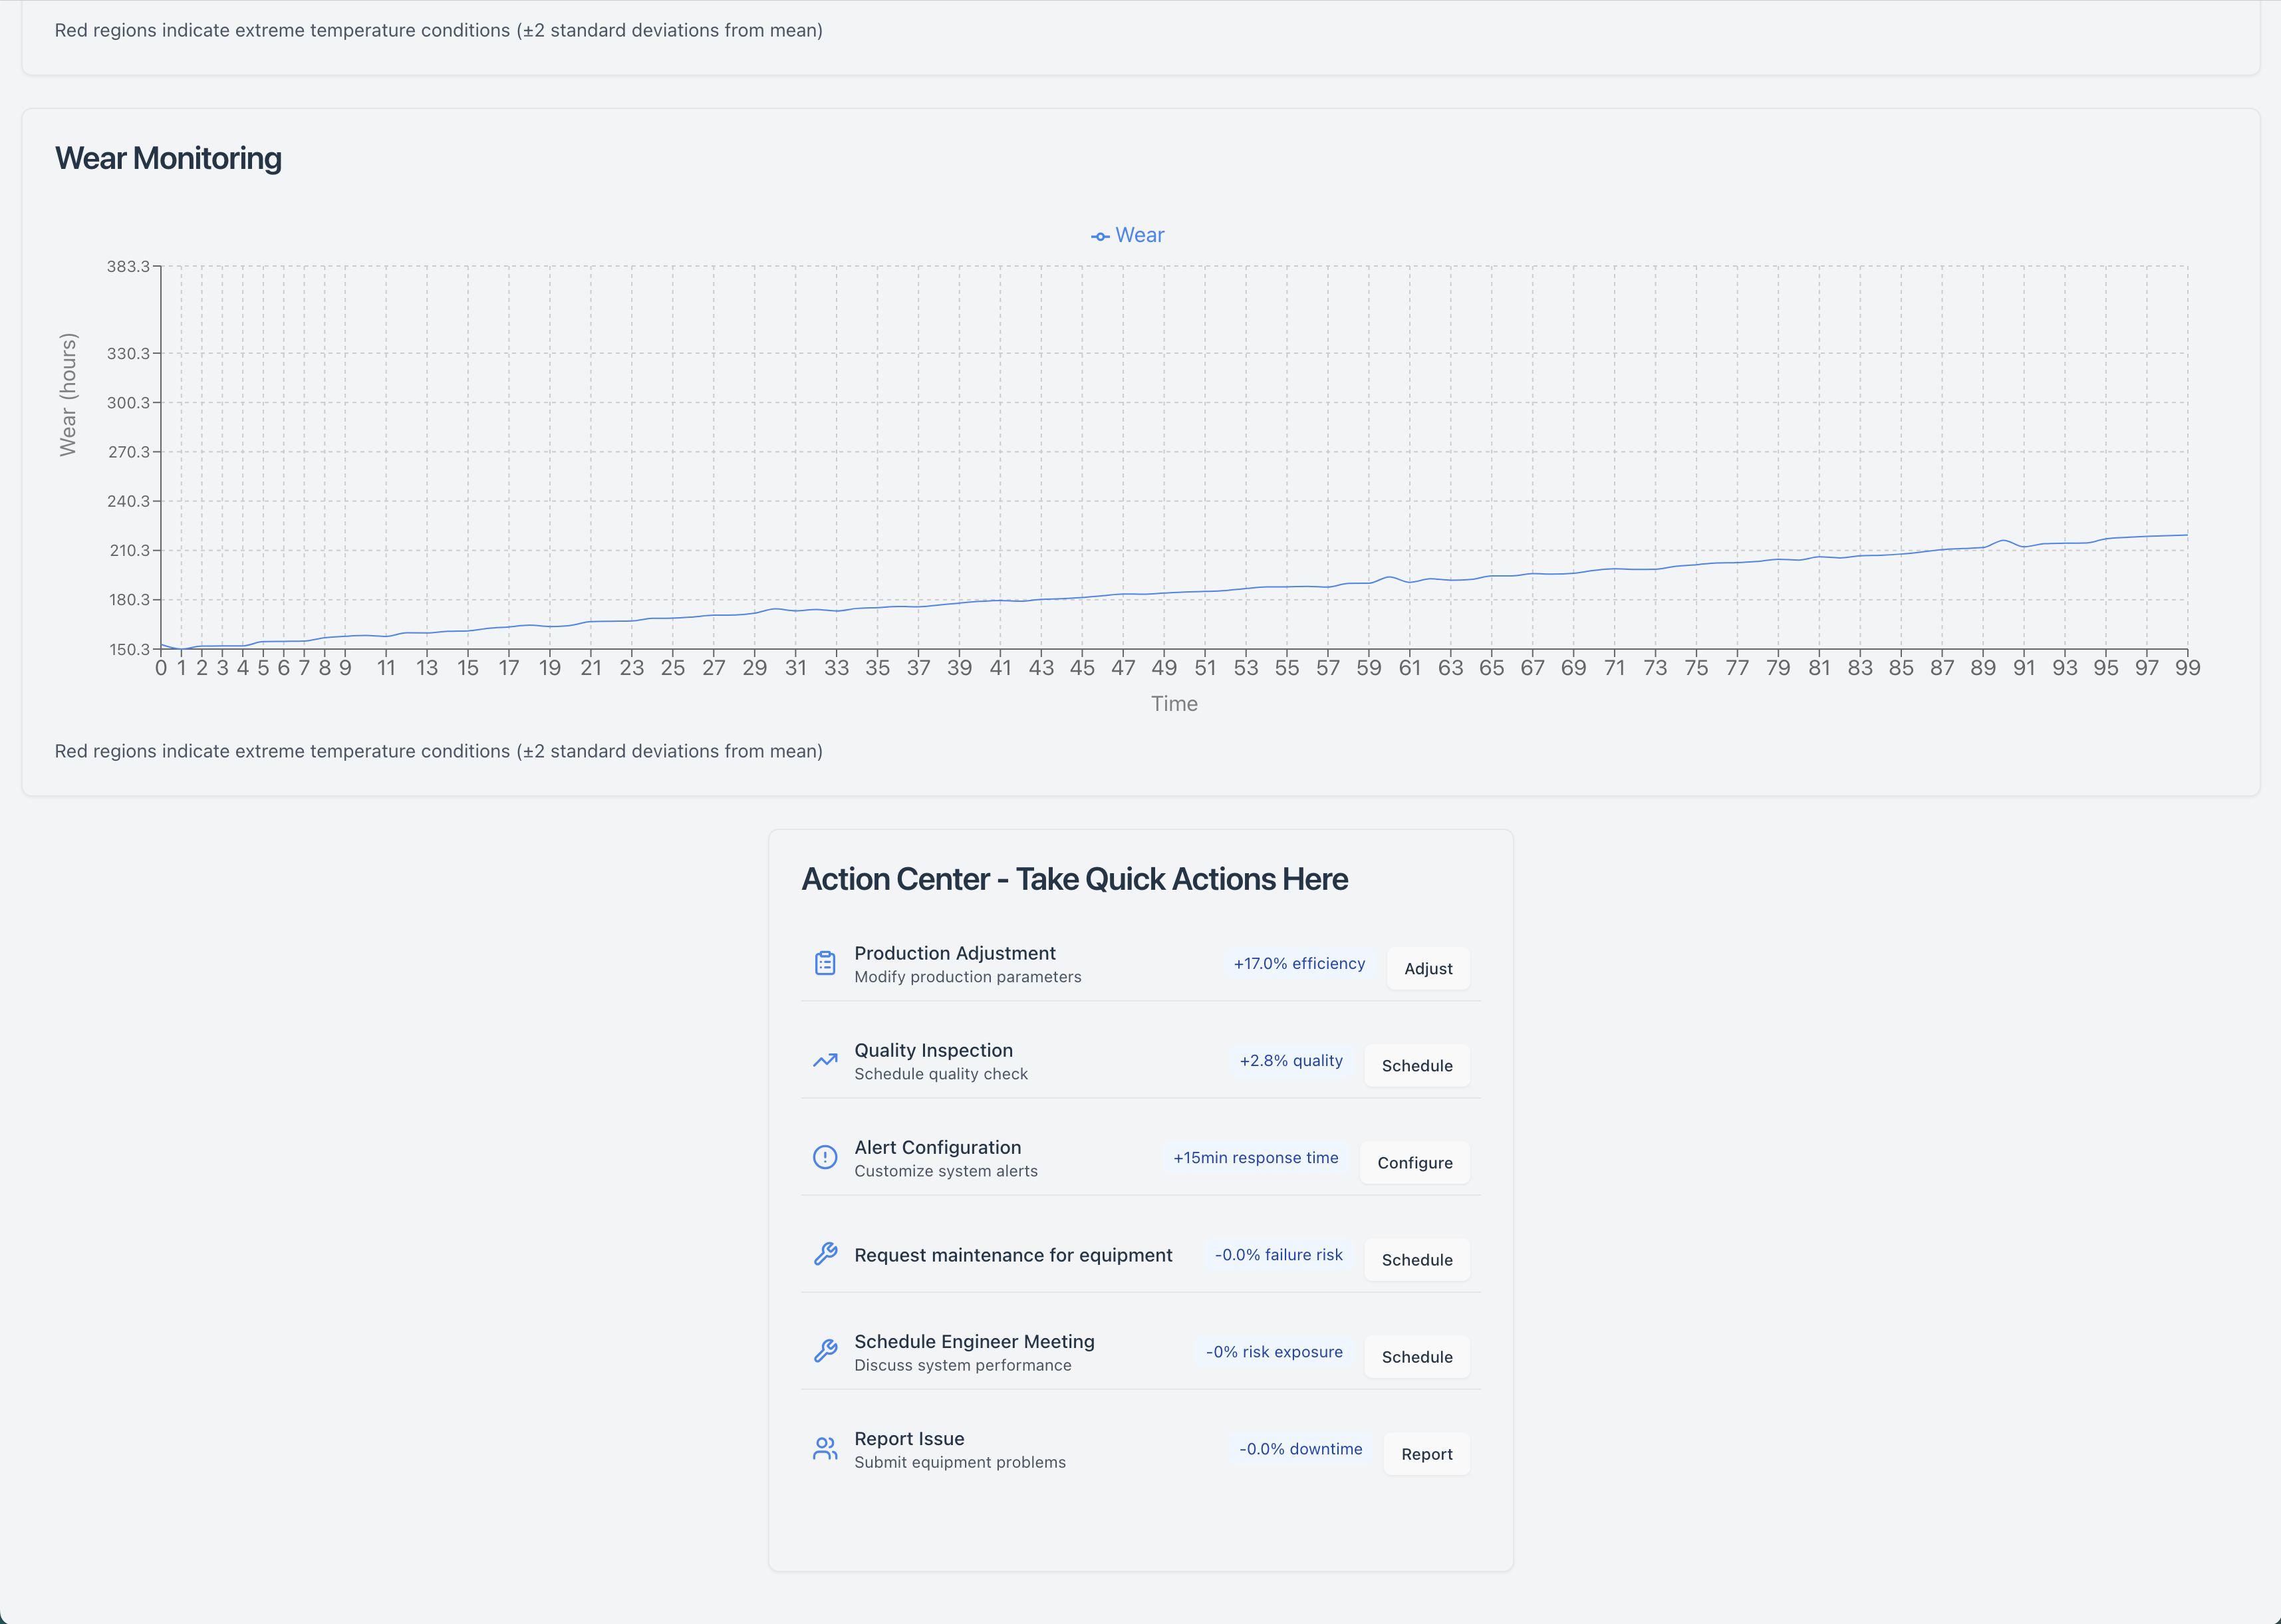 Red regions indicate extreme temperature conditions (±2 standard deviations from mean)
Wear Monitoring
Wear
Wear (hours)
383.3
330.3
300.3
270.3
240.3
210.3
180.3
150.3
0 1 2 3 4 5 6 7 8 9 11 13 15 17 19 21 23 25 27 29 31 33 35 37 39 41 43 45 47 49 51 53 55 57 59 61 63 65 67 69 71 73 75 77 79 81 83 85 87 89 91 93 95 97 99
Time
Red regions indicate extreme temperature conditions (±2 standard deviations from mean)
Action Center - Take Quick Actions Here
Production Adjustment
Modify production parameters
+17.0% efficiency
Adjust
Quality Inspection
Schedule quality check
+2.8% quality
Schedule
Alert Configuration
Customize system alerts
+15min response time
Configure
Request maintenance for equipment
-0.0% failure risk
Schedule
Schedule Engineer Meeting
Discuss system performance
-0% risk exposure
Schedule
Report Issue
Submit equipment problems
-0.0% downtime
Report